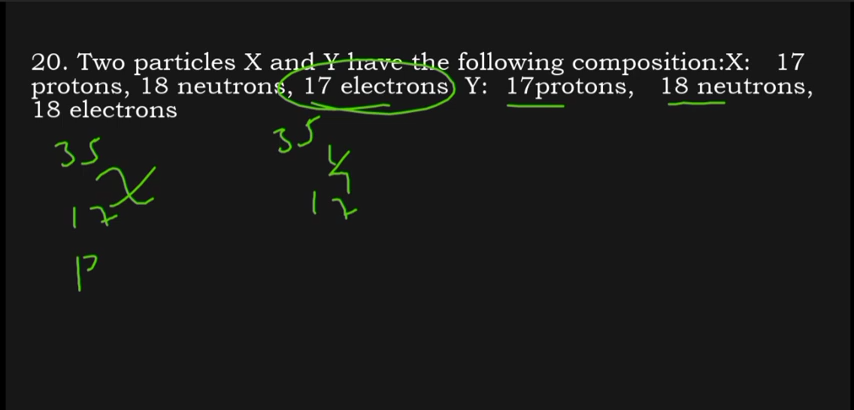 20. Two particles X and Y have the following composition:X: 17
protons, 18 neutrons, 17 electrons Y: 17protons, 18 neutrons,
18 electrons
35 35
X Y
17 17
P